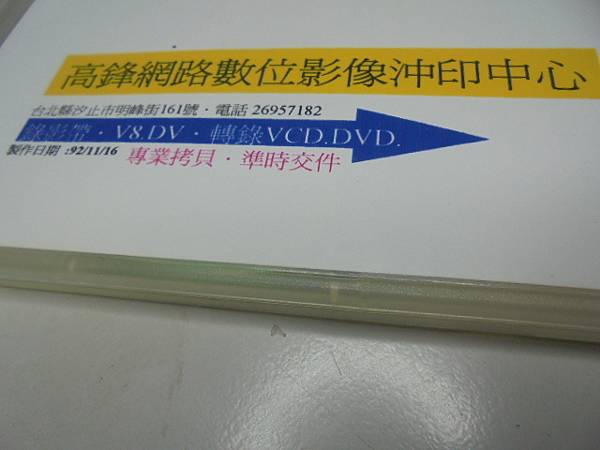 高鋒網路數位影像沖印中心
台北縣汐止市明峰街161號・電話 26957182
錄影帶・V8.DV・轉錄VCD.DVD.
製作日期 :92/11/16
專業拷貝・準時交件